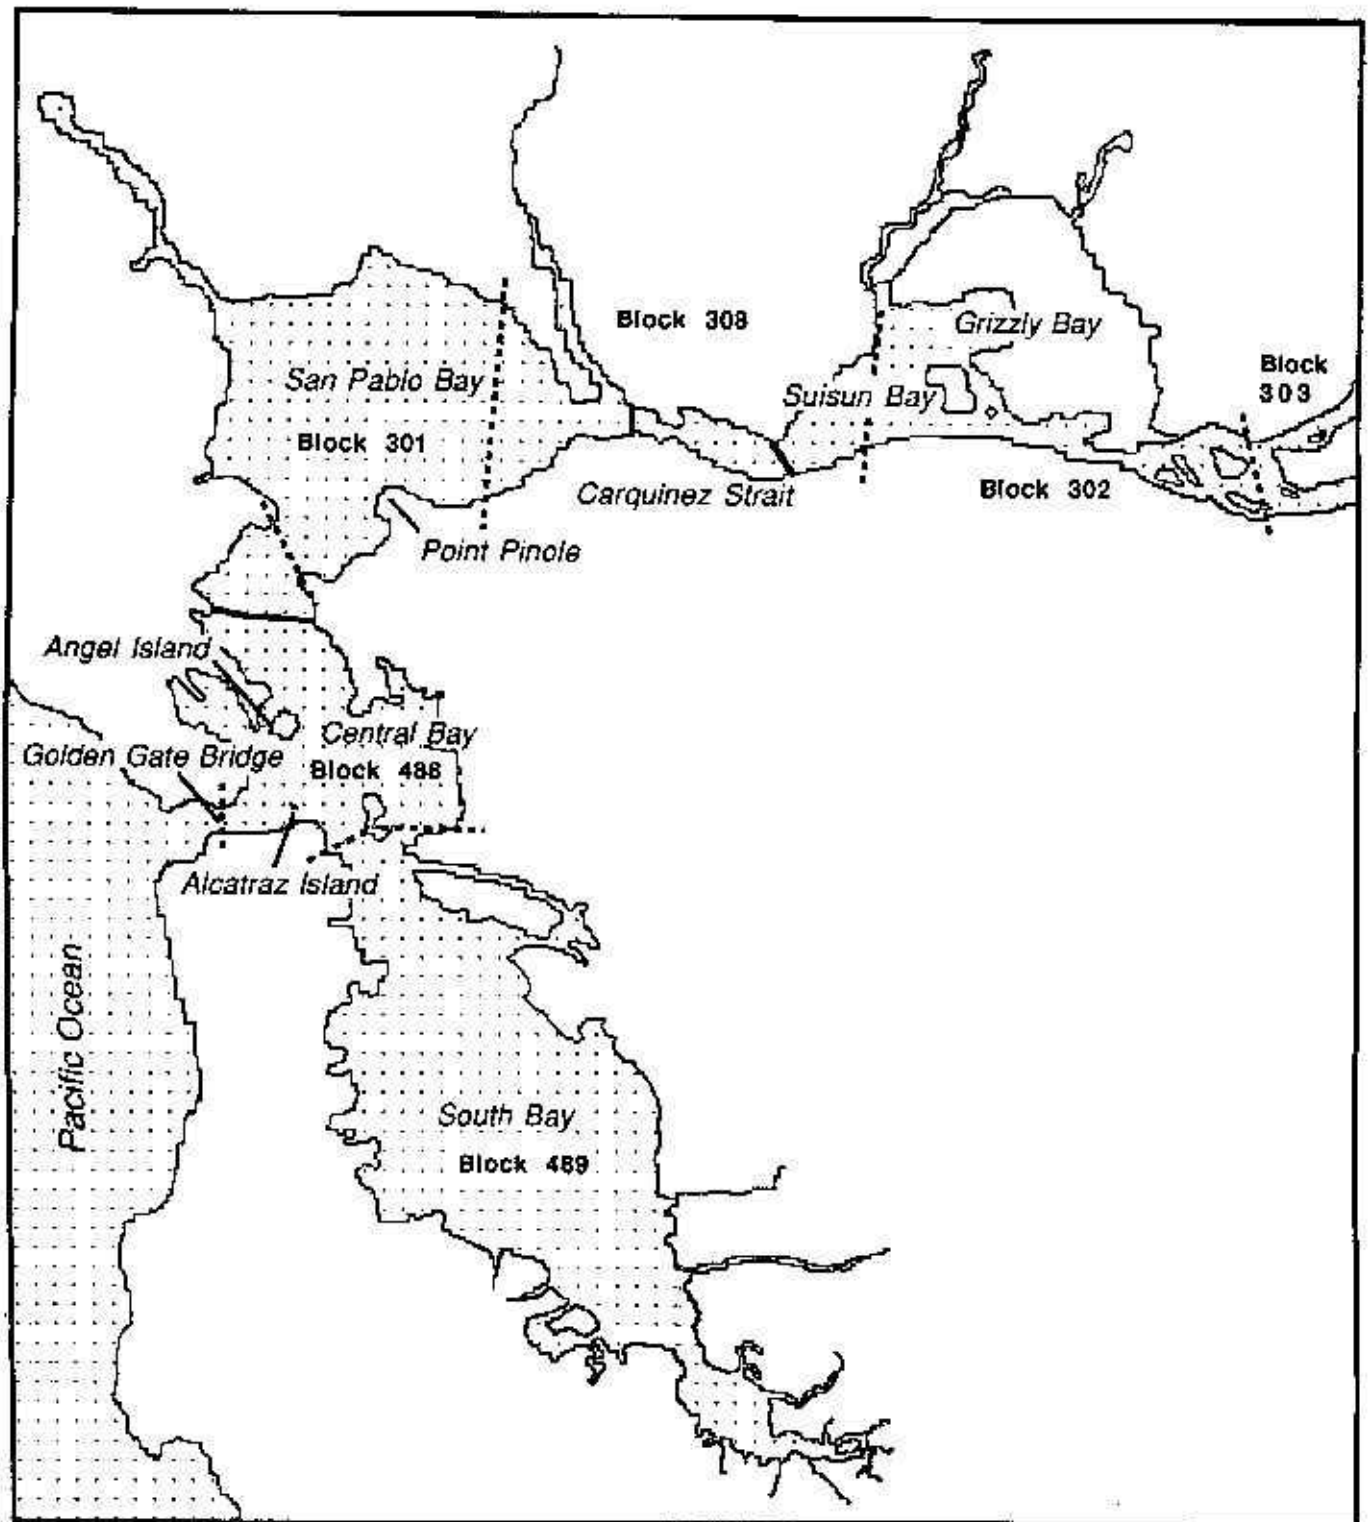 Block 308
Grizzly Bay
Block
303
San Pablo Bay
Suisun Bay
Block 301
Carquinez Strait
Block 302
Point Pinole
Angel Island
Central Bay
Golden Gate Bridge
Block 488
Alcatraz Island
Pacific Ocean
South Bay
Block 489